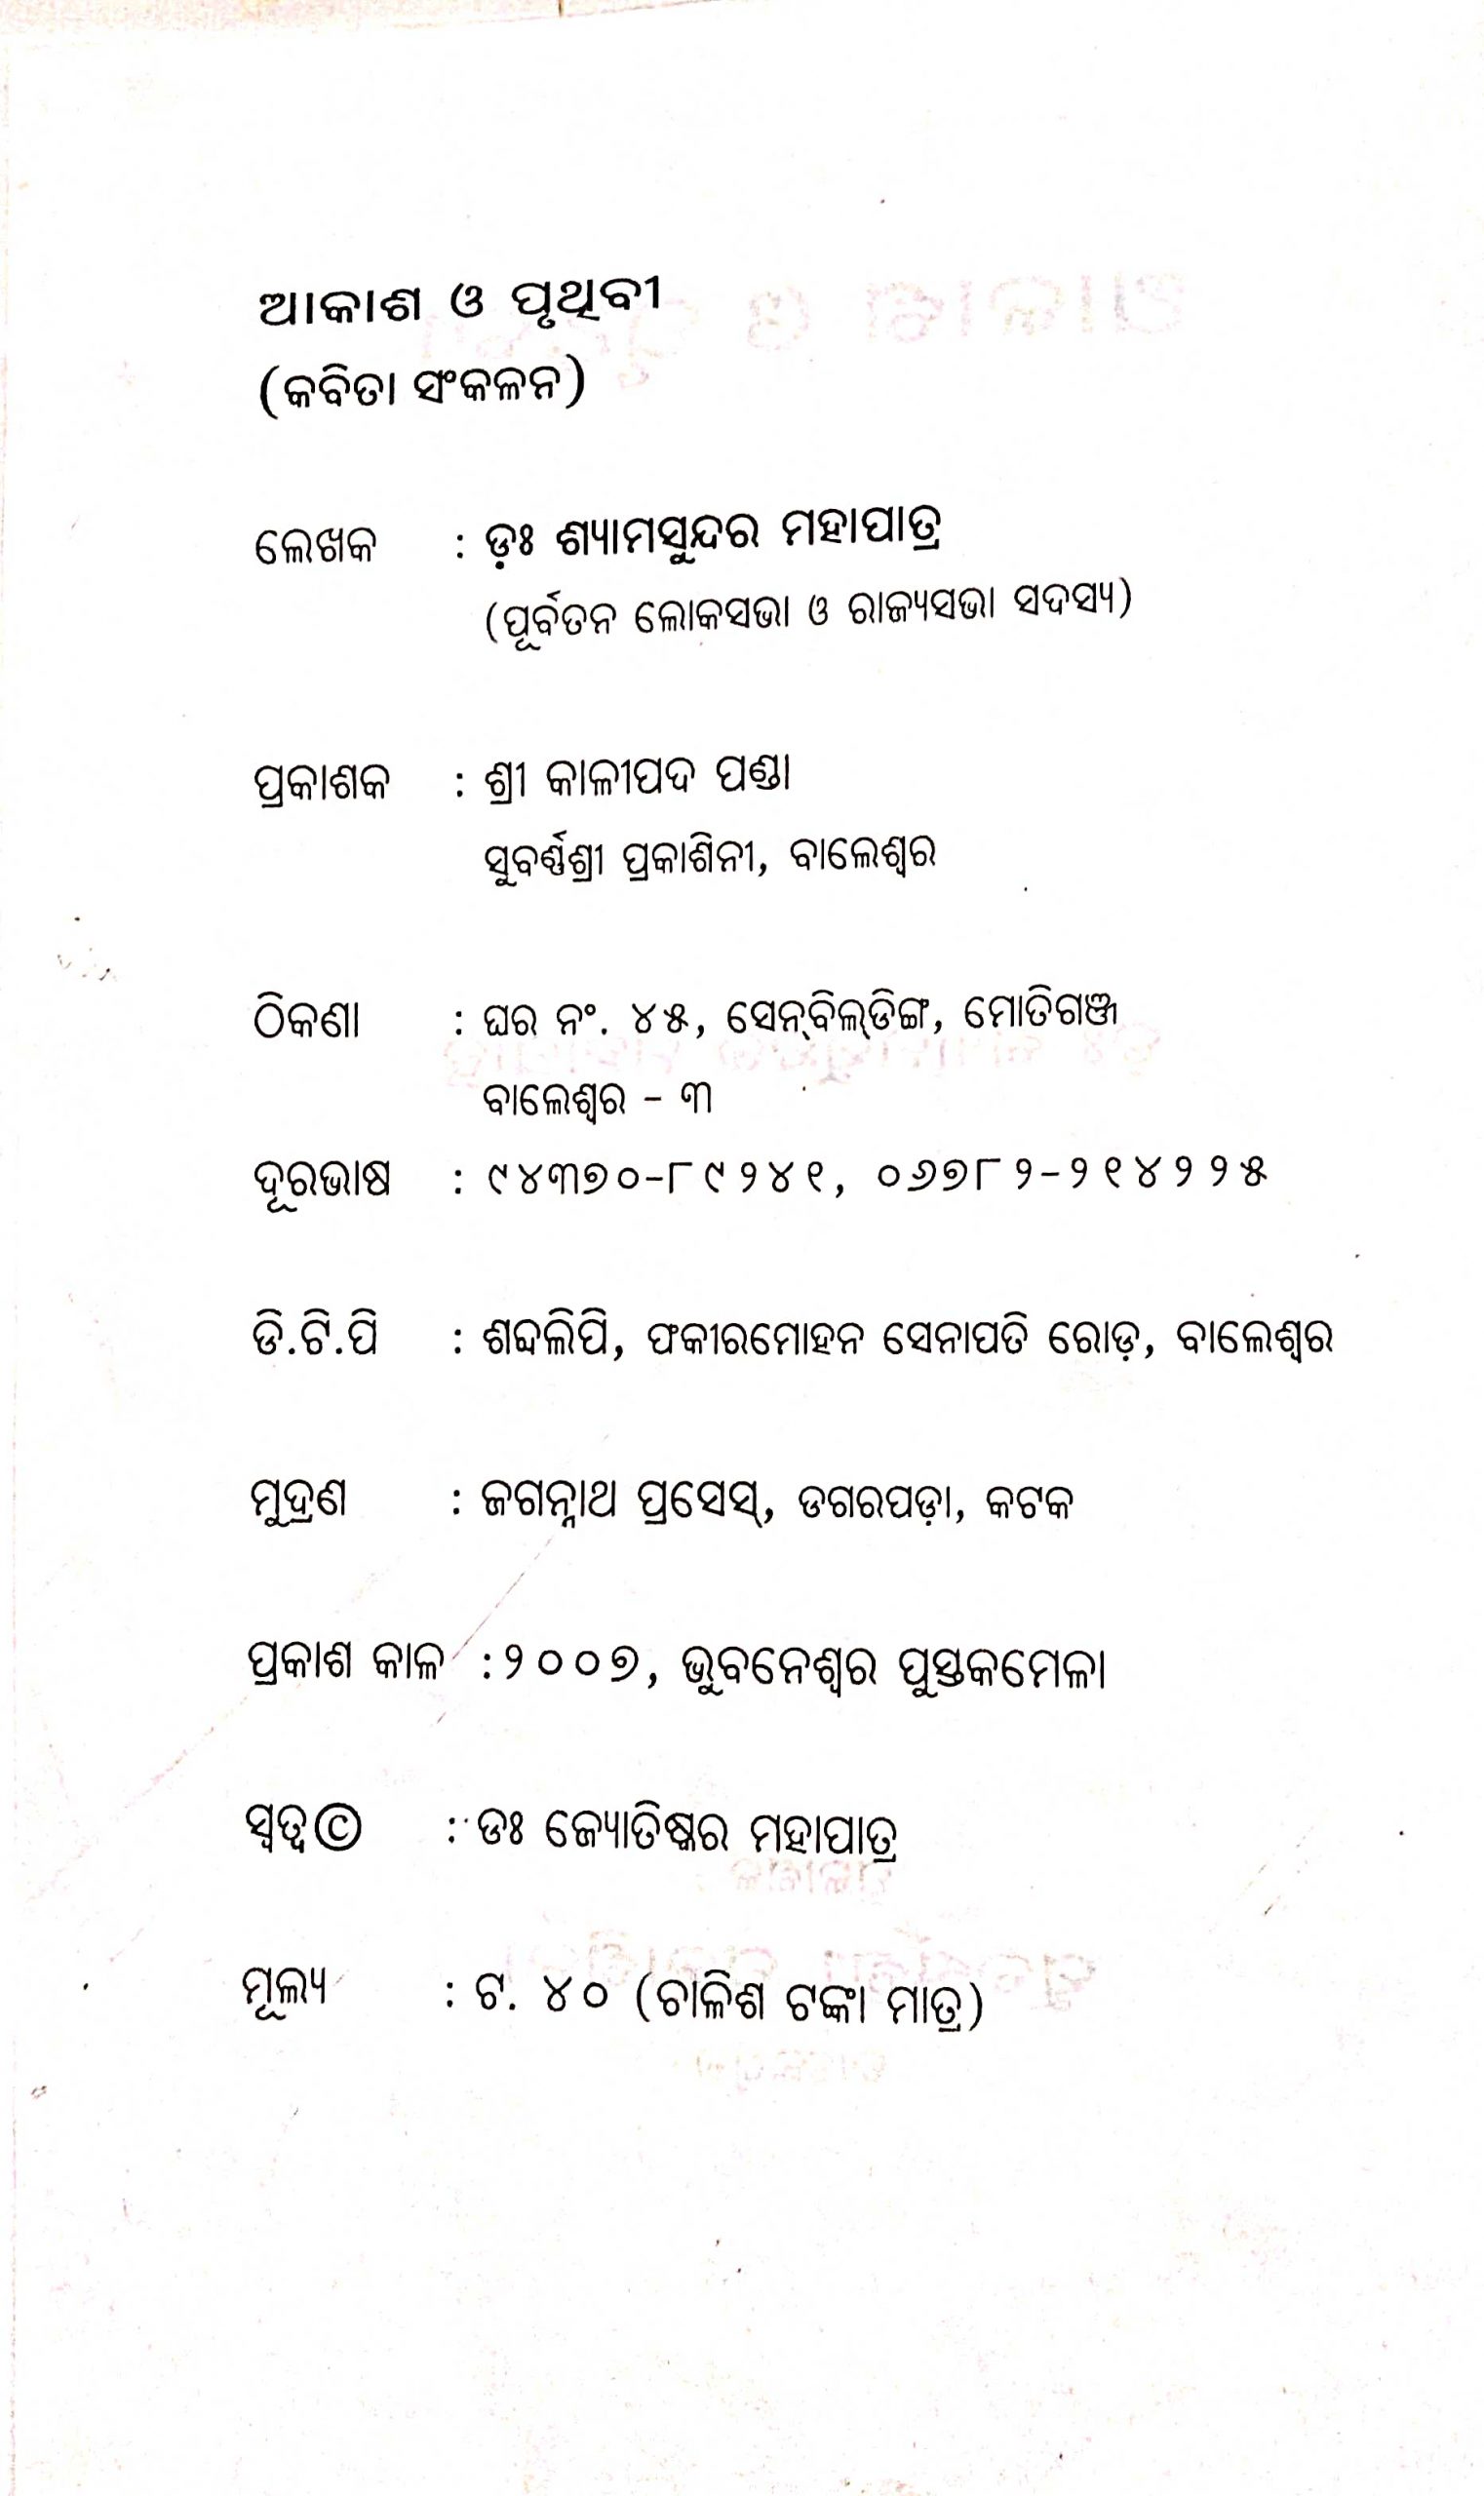 ଆକାଶ ଓ ପୃଥିବୀ
(କବିତା ସଂକଳନ)
ଲେଖକ : ଡ଼ଃ ଶ୍ୟାମସୁନ୍ଦର ମହାପାତ୍ର
(ପୂର୍ବତନ ଲୋକସଭା ଓ ରାଜ୍ୟସଭା ସଦସ୍ୟ)
ପ୍ରକାଶକ : ଶ୍ରୀ କାଳୀପଦ ପଣ୍ଡା
ସୁବର୍ଣ୍ଣଶ୍ରୀ ପ୍ରକାଶିନୀ, ବାଲେଶ୍ୱର
ଠିକଣା : ଘର ନଂ. ୪୫, ସେନ୍‌ବିଲ୍‌ଡିଙ୍ଗ, ମୋତିଗଞ୍ଜ
ବାଲେଶ୍ୱର - ୩
ଦୂରଭାଷ : ୯୪୩୭୦-୮୯୨୪୧, ୦୬୭୮୨-୨୧୪୨୨୫
ଡି.ଟି.ପି : ଶବ୍ଦଲିପି, ଫକୀରମୋହନ ସେନାପତି ରୋଡ଼, ବାଲେଶ୍ୱର
ମୁଦ୍ରଣ : ଜଗନ୍ନାଥ ପ୍ରସେସ୍, ଡଗରପଡ଼ା, କଟକ
ପ୍ରକାଶ କାଳ : ୨୦୦୭, ଭୁବନେଶ୍ୱର ପୁସ୍ତକମେଳା
ସ୍ୱତ୍ୱ© : ଡଃ ଜ୍ୟୋତିଷ୍କର ମହାପାତ୍ର
ମୂଲ୍ୟ : ଟ. ୪୦ (ଚାଳିଶ ଟଙ୍କା ମାତ୍ର)